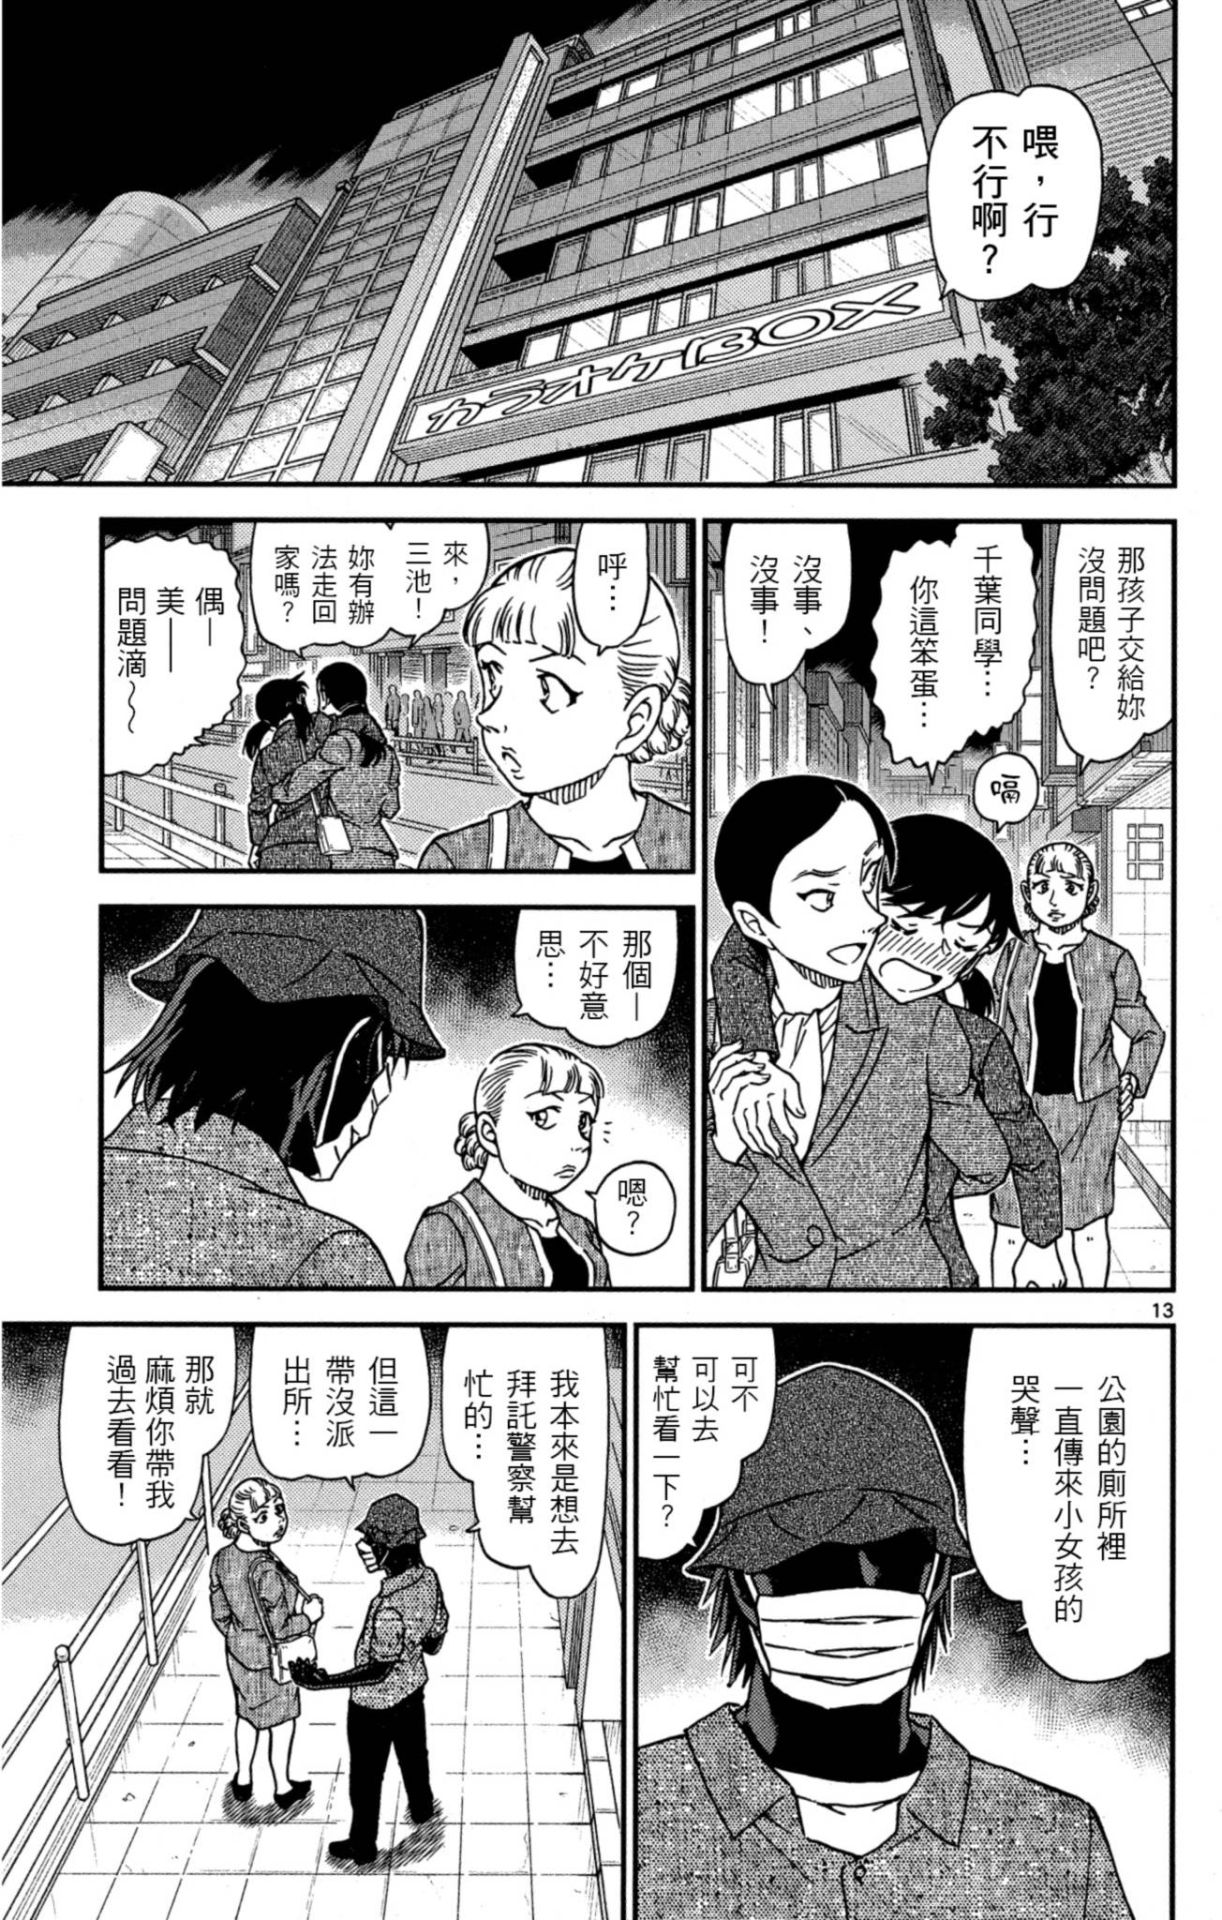 喂，行
不行啊？
カラオケBOX
那孩子交給妳
沒問題吧？
千葉同學…
你這笨蛋…
嗝
沒事、
沒事！
呼…
來，
三池！
妳有辦
法走回
家嗎？
偶—
美——
問題滴～～
那個—
不好意
思…
嗯？
13
公園的廁所裡
一直傳來小女孩的
哭聲…
可不
可以去
幫忙看一下？
我本來是想去
拜託警察幫
忙的…
但這一
帶沒派
出所…
那就
麻煩你帶我
過去看看！